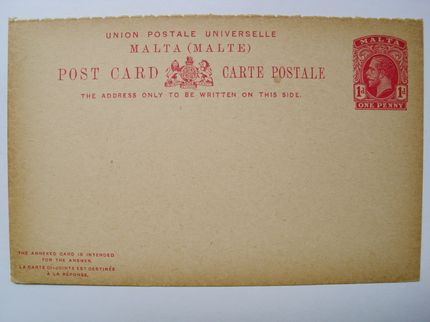 UNION POSTALE UNIVERSELLE
MALTA (MALTE)
POST CARD CARTE POSTALE
THE ADDRESS ONLY TO BE WRITTEN ON THIS SIDE.
MALTA
1d 1d
ONE PENNY
THE ANNEXED CARD IS INTENDED
FOR THE ANSWER.
LA CARTE CI-JOINTE EST DESTINÉE
À LA RÉPONSE.